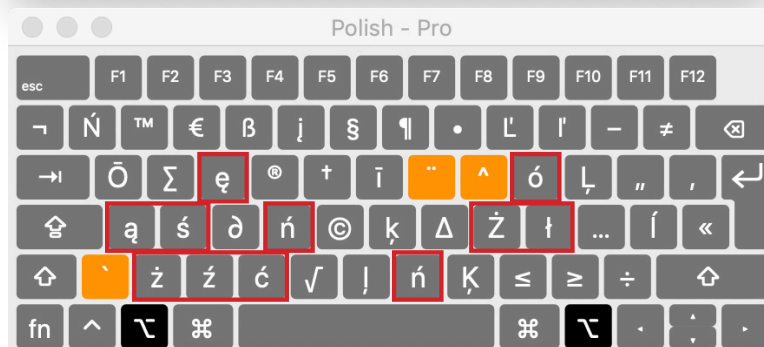 Polish - Pro
esc F1 F2 F3 F4 F5 F6 F7 F8 F9 F10 F11 F12
¬ Ń ™ € ß į § ¶ • Ľ ľ – ≠
Ō ∑ ę ® † ī ¨ ^ ó Ļ „ ‚
ą ś ∂ ń © ķ ∆ Ż ł … Í «
` ż ź ć √ ļ ń Ķ ≤ ≥ ÷
fn ^ ⌥ ⌘ ⌘ ⌥